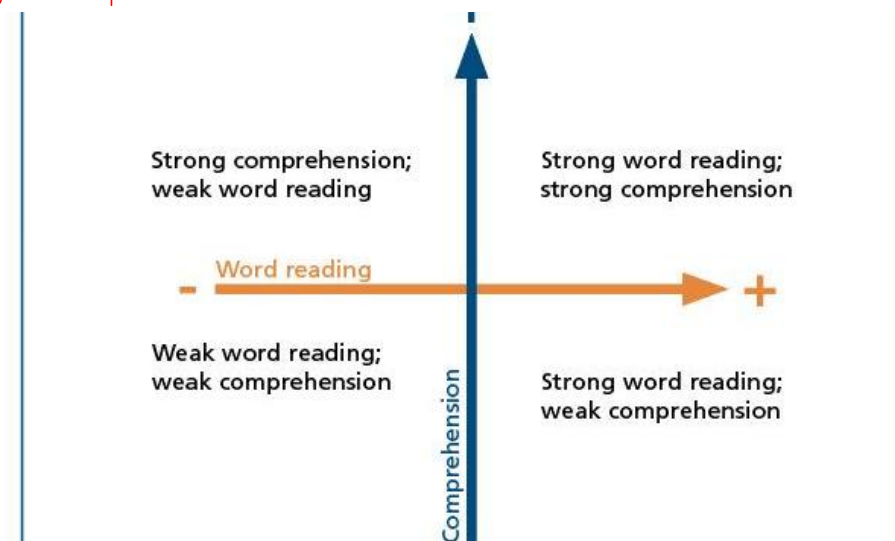 Strong comprehension;
weak word reading
Strong word reading;
strong comprehension
Word reading
- +
Weak word reading;
weak comprehension
Strong word reading;
weak comprehension
Comprehension